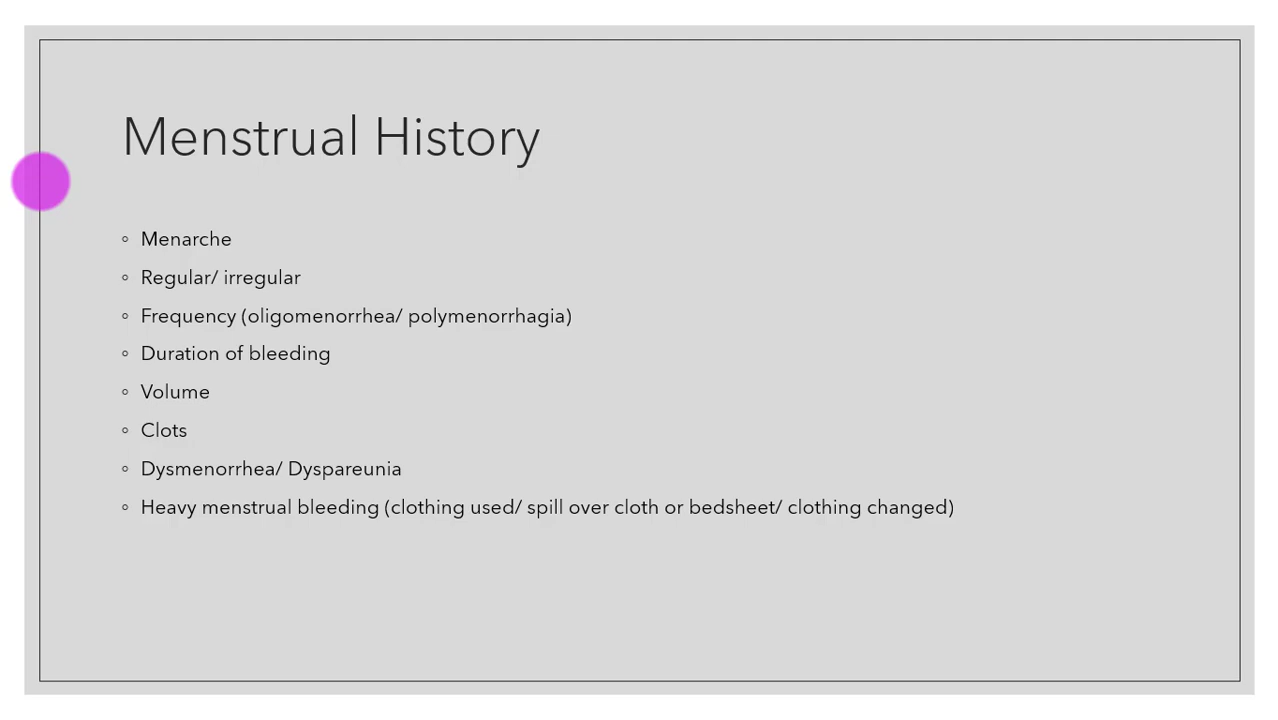 Menstrual History
◦ Menarche
◦ Regular/ irregular
◦ Frequency (oligomenorrhea/ polymenorrhagia)
◦ Duration of bleeding
◦ Volume
◦ Clots
◦ Dysmenorrhea/ Dyspareunia
◦ Heavy menstrual bleeding (clothing used/ spill over cloth or bedsheet/ clothing changed)